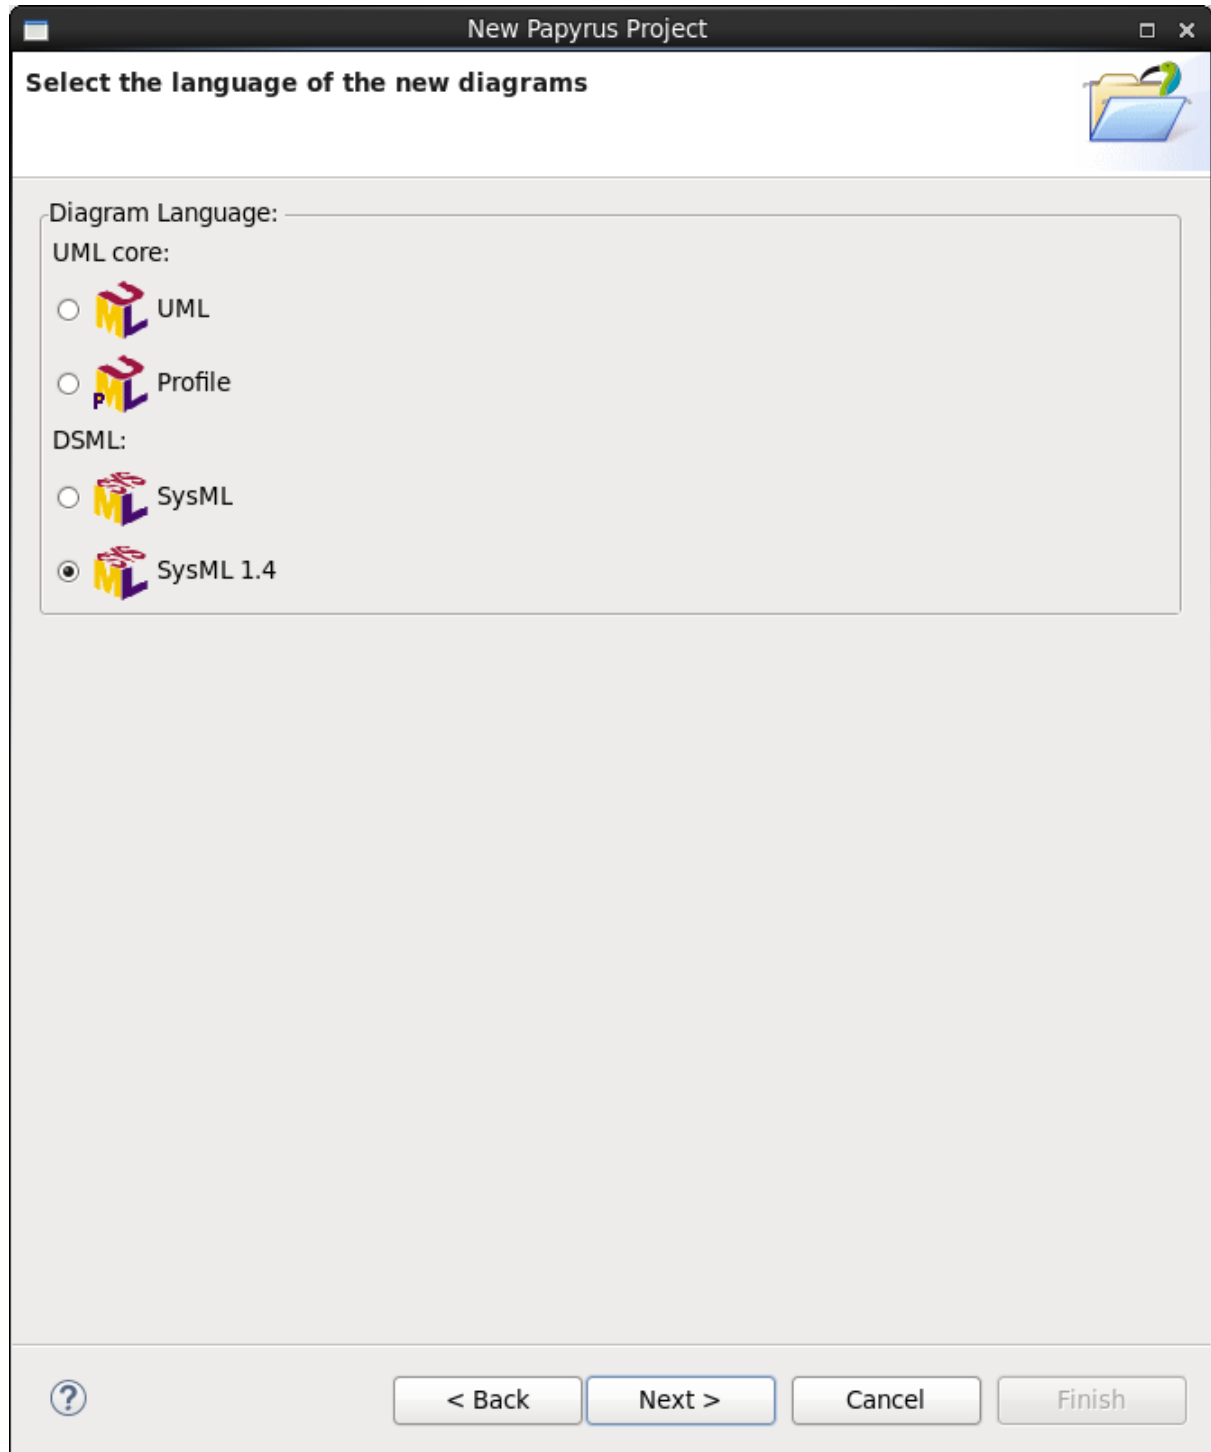 New Papyrus Project
Select the language of the new diagrams
Diagram Language:
UML core:
UML
Profile
DSML:
SysML
SysML 1.4
?
< Back
Next >
Cancel
Finish